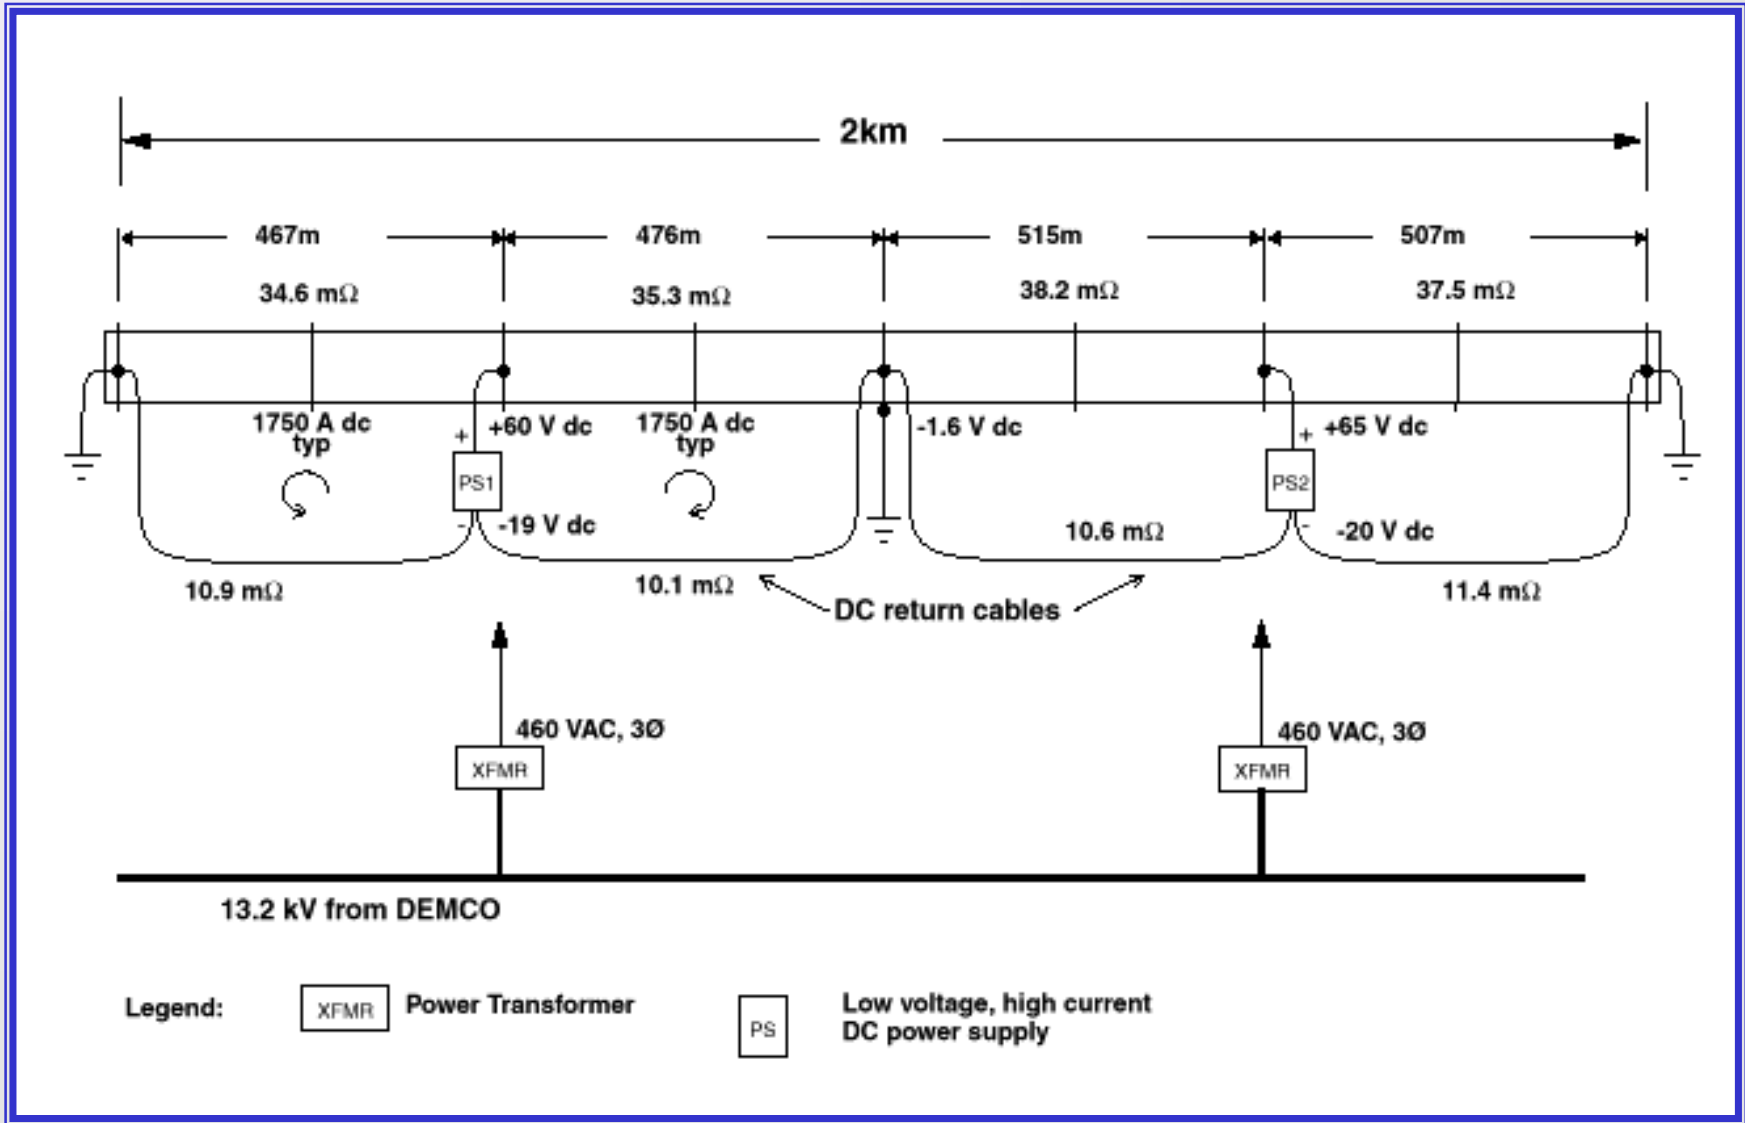 2km
467m
476m
515m
507m
34.6 mΩ
35.3 mΩ
38.2 mΩ
37.5 mΩ
1750 A dc
typ
+60 V dc
1750 A dc
typ
-1.6 V dc
+65 V dc
+
+
PS1
PS2
-
-19 V dc
-
-20 V dc
10.9 mΩ
10.1 mΩ
10.6 mΩ
11.4 mΩ
DC return cables
460 VAC, 3Ø
460 VAC, 3Ø
XFMR
XFMR
13.2 kV from DEMCO
Legend:
XFMR
Power Transformer
PS
Low voltage, high current
DC power supply